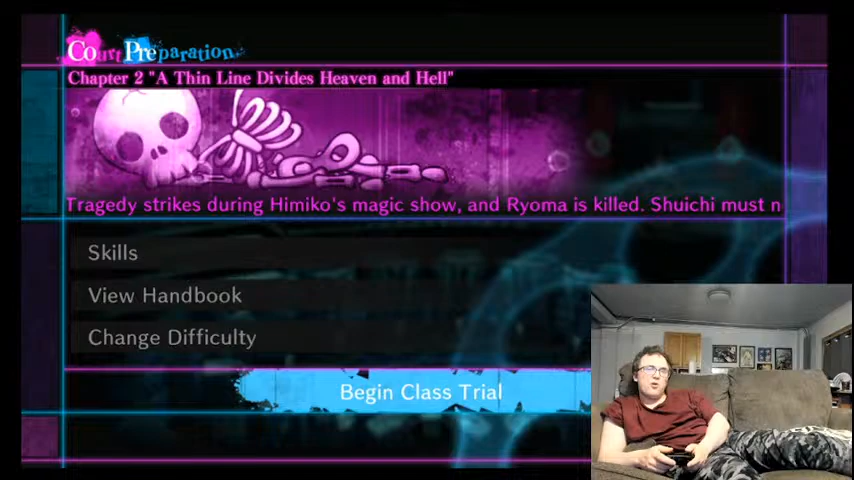 Court Preparation
Chapter 2 "A Thin Line Divides Heaven and Hell"
Tragedy strikes during Himiko's magic show, and Ryoma is killed. Shuichi must n
Skills
View Handbook
Change Difficulty
Begin Class Trial